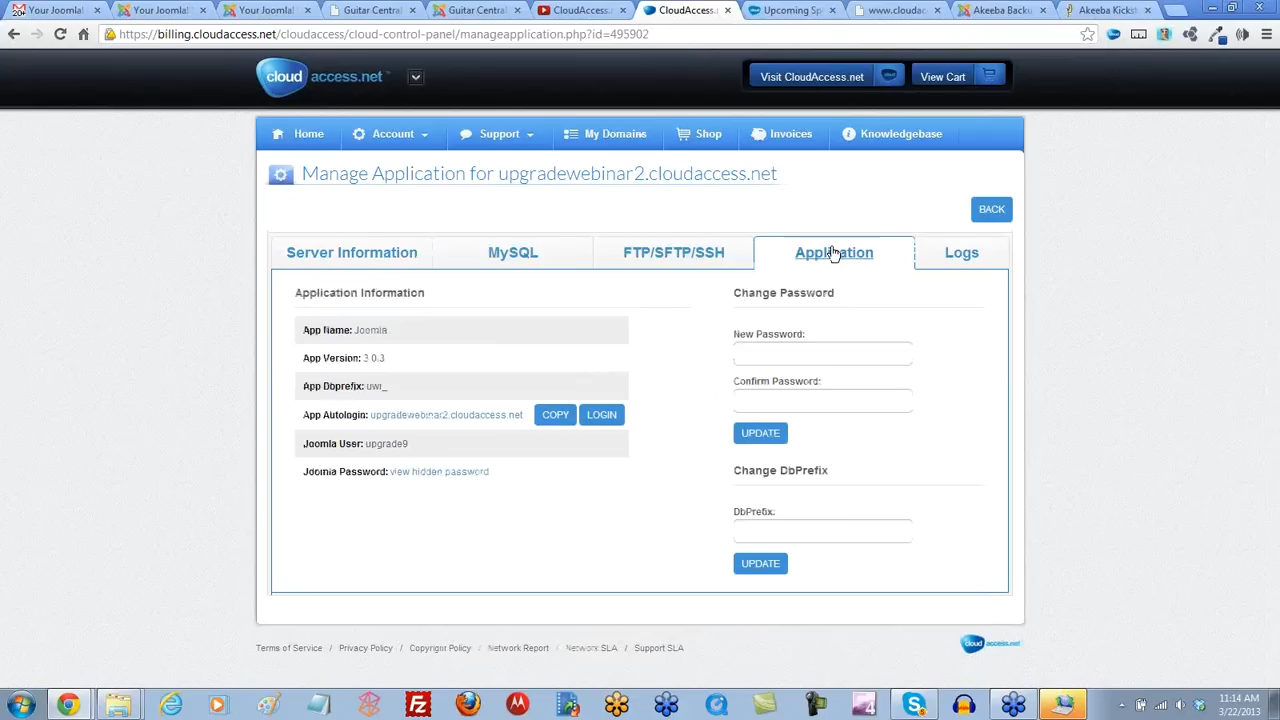 Your Joomla!
Your Joomla!
Your Joomla!
Guitar Central
Guitar Central
CloudAccess.n
CloudAccess.n
Upcoming Spe
www.cloudac
Akeeba Backu
Akeeba Kickst
https://billing.cloudaccess.net/cloudaccess/cloud-control-panel/manageapplication.php?id=495902
cloud access.net
Visit CloudAccess.net
View Cart
Home
Account
Support
My Domains
Shop
Invoices
Knowledgebase
Manage Application for upgradewebinar2.cloudaccess.net
BACK
Server Information
MySQL
FTP/SFTP/SSH
Application
Logs
Application Information
App Name: Joomla
App Version: 3.0.3
App Dbprefix: uwr_
App Autologin: upgradewebinar2.cloudaccess.net COPY LOGIN
Joomla User: upgrade9
Joomla Password: view hidden password
Change Password
New Password:
Confirm Password:
UPDATE
Change DbPrefix
DbPrefix:
UPDATE
Terms of Service / Privacy Policy / Copyright Policy / Network Report / Network SLA / Support SLA
cloud access.net
11:14 AM
3/22/2013